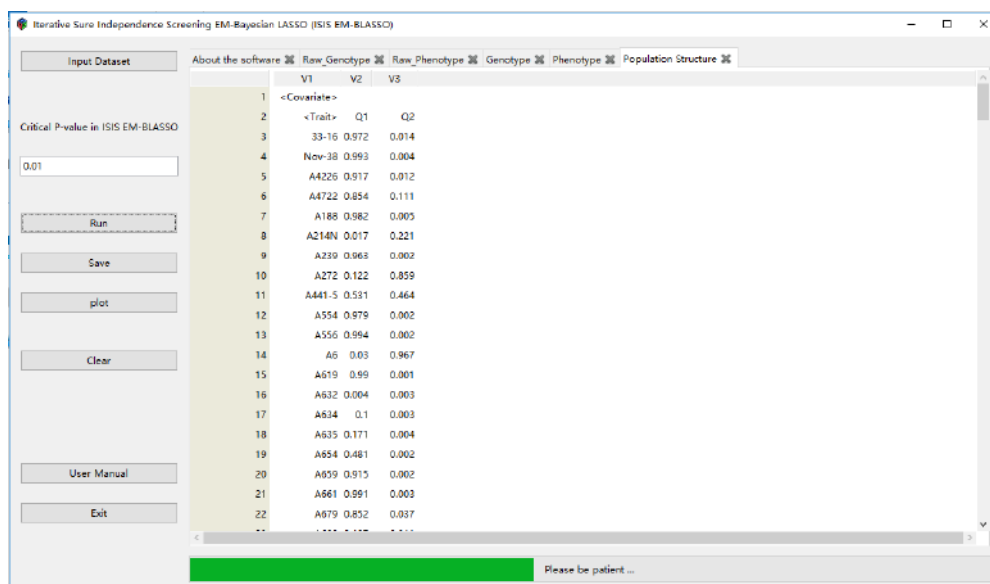 Iterative Sure Independence Screening EM-Bayesian LASSO (ISIS EM-BLASSO)
Input Dataset
Critical P-value in ISIS EM-BLASSO
0.01
Run
Save
plot
Clear
User Manual
Exit
About the software Raw_Genotype Raw_Phenotype Genotype Phenotype Population Structure
V1 V2 V3
1 <Covariate>
2 <Trait> Q1 Q2
3 33-16 0.972 0.014
4 Nov-38 0.993 0.004
5 A4226 0.917 0.012
6 A4722 0.854 0.111
7 A188 0.982 0.005
8 A214N 0.017 0.221
9 A239 0.963 0.002
10 A272 0.122 0.859
11 A441-5 0.531 0.464
12 A554 0.979 0.002
13 A556 0.994 0.002
14 A6 0.03 0.967
15 A619 0.99 0.001
16 A632 0.004 0.003
17 A634 0.1 0.003
18 A635 0.171 0.004
19 A654 0.481 0.002
20 A659 0.915 0.002
21 A661 0.991 0.003
22 A679 0.852 0.037
Please be patient ...